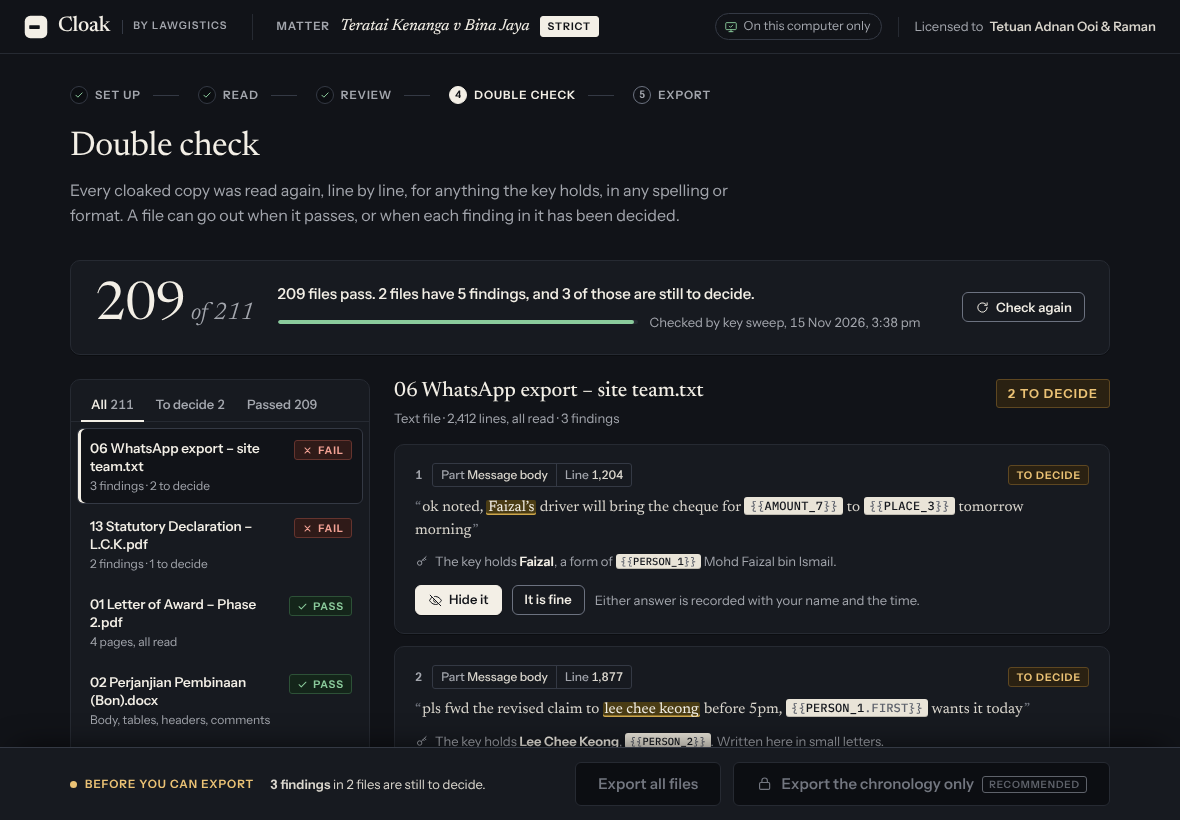 Cloak BY LAWGISTICS MATTER Teratai Kenanga v Bina Jaya STRICT On this computer only Licensed to Tetuan Adnan Ooi & Raman
SET UP READ REVIEW 4 DOUBLE CHECK 5 EXPORT
Double check
Every cloaked copy was read again, line by line, for anything the key holds, in any spelling or
format. A file can go out when it passes, or when each finding in it has been decided.
209 of 211
209 files pass. 2 files have 5 findings, and 3 of those are still to decide.
Checked by key sweep, 15 Nov 2026, 3:38 pm
Check again
All 211 To decide 2 Passed 209
06 WhatsApp export – site
team.txt
FAIL
3 findings · 2 to decide
13 Statutory Declaration –
L.C.K.pdf
FAIL
2 findings · 1 to decide
01 Letter of Award – Phase
2.pdf
PASS
4 pages, all read
02 Perjanjian Pembinaan
(Bon).docx
PASS
Body, tables, headers, comments
06 WhatsApp export – site team.txt
2 TO DECIDE
Text file · 2,412 lines, all read · 3 findings
1 Part Message body Line 1,204 TO DECIDE
“ok noted, Faizal’s driver will bring the cheque for {{AMOUNT_7}} to {{PLACE_3}} tomorrow
morning”
The key holds Faizal, a form of {{PERSON_1}} Mohd Faizal bin Ismail.
Hide it It is fine Either answer is recorded with your name and the time.
2 Part Message body Line 1,877 TO DECIDE
“pls fwd the revised claim to lee chee keong before 5pm, {{PERSON_1.FIRST}} wants it today”
The key holds Lee Chee Keong, {{PERSON_2}}. Written here in small letters.
BEFORE YOU CAN EXPORT 3 findings in 2 files are still to decide.
Export all files
Export the chronology only RECOMMENDED